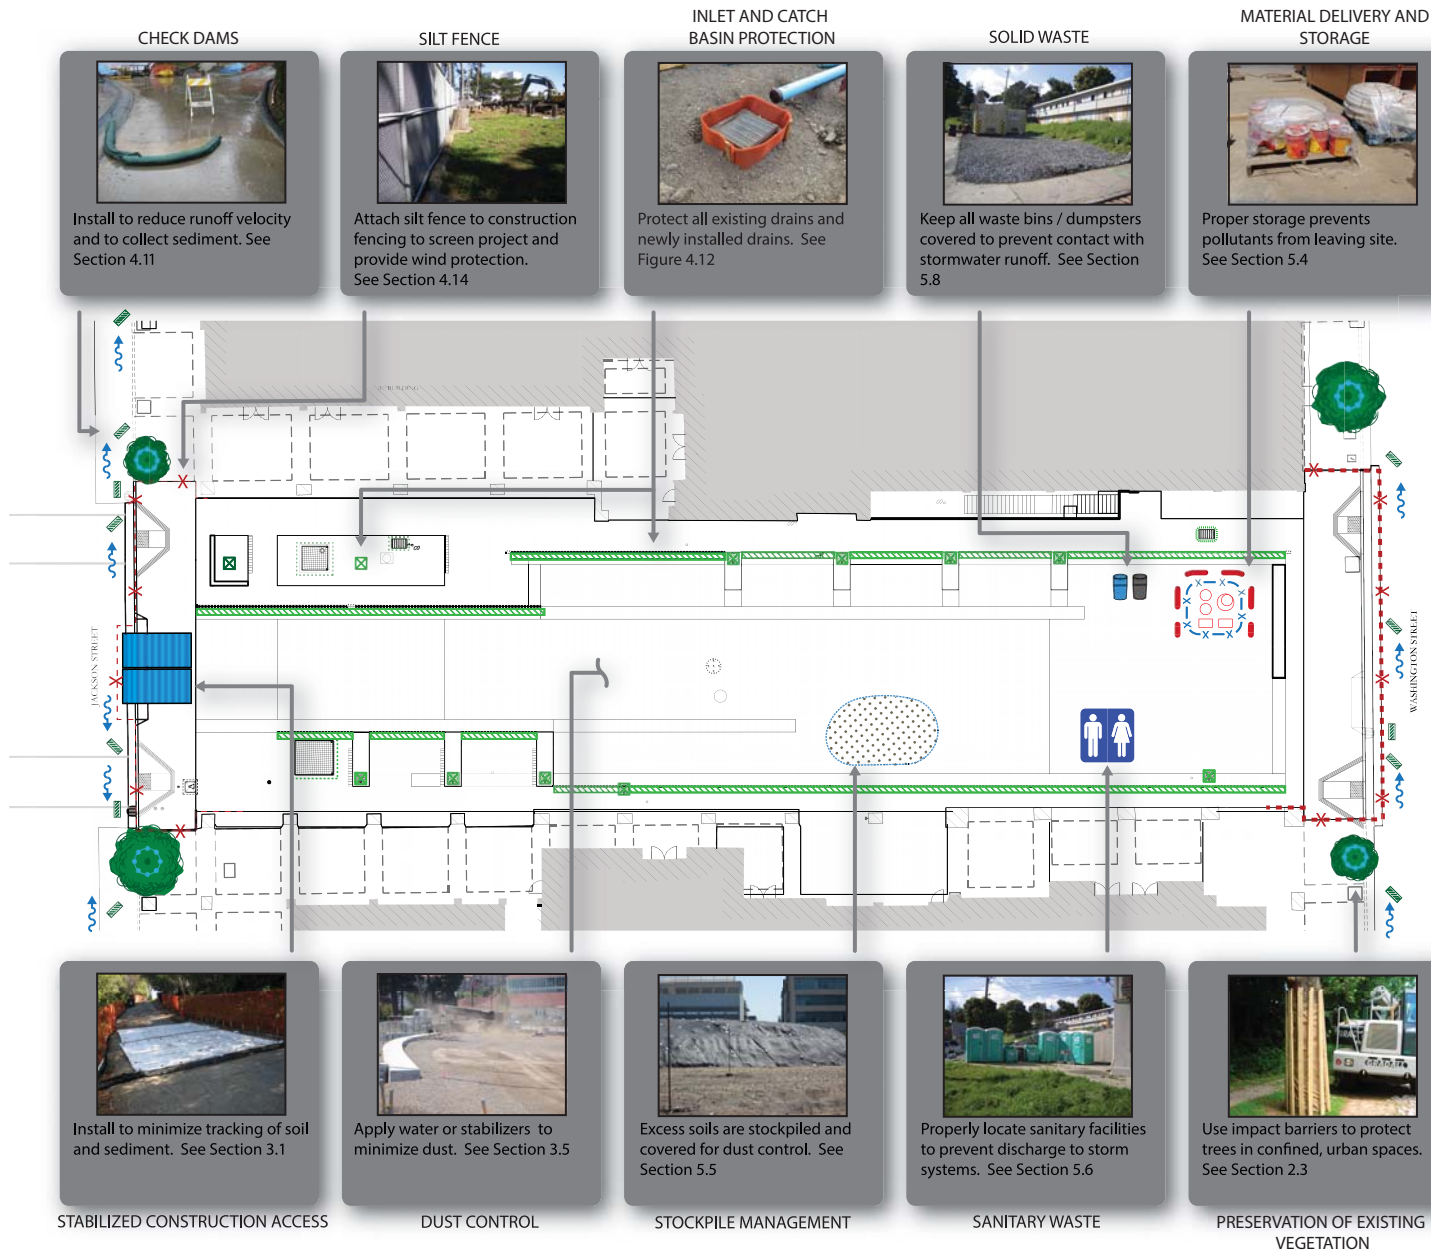 CHECK DAMS
SILT FENCE
INLET AND CATCH
BASIN PROTECTION
SOLID WASTE
MATERIAL DELIVERY AND
STORAGE
Install to reduce runoff velocity
and to collect sediment. See
Section 4.11
Attach silt fence to construction
fencing to screen project and
provide wind protection.
See Section 4.14
Protect all existing drains and
newly installed drains. See
Figure 4.12
Keep all waste bins / dumpsters
covered to prevent contact with
stormwater runoff. See Section
5.8
Proper storage prevents
pollutants from leaving site.
See Section 5.4
JACKSON STREET
WASHINGTON STREET
Install to minimize tracking of soil
and sediment. See Section 3.1
Apply water or stabilizers to
minimize dust. See Section 3.5
Excess soils are stockpiled and
covered for dust control. See
Section 5.5
Properly locate sanitary facilities
to prevent discharge to storm
systems. See Section 5.6
GRADALL
Use impact barriers to protect
trees in confined, urban spaces.
See Section 2.3
STABILIZED CONSTRUCTION ACCESS
DUST CONTROL
STOCKPILE MANAGEMENT
SANITARY WASTE
PRESERVATION OF EXISTING
VEGETATION